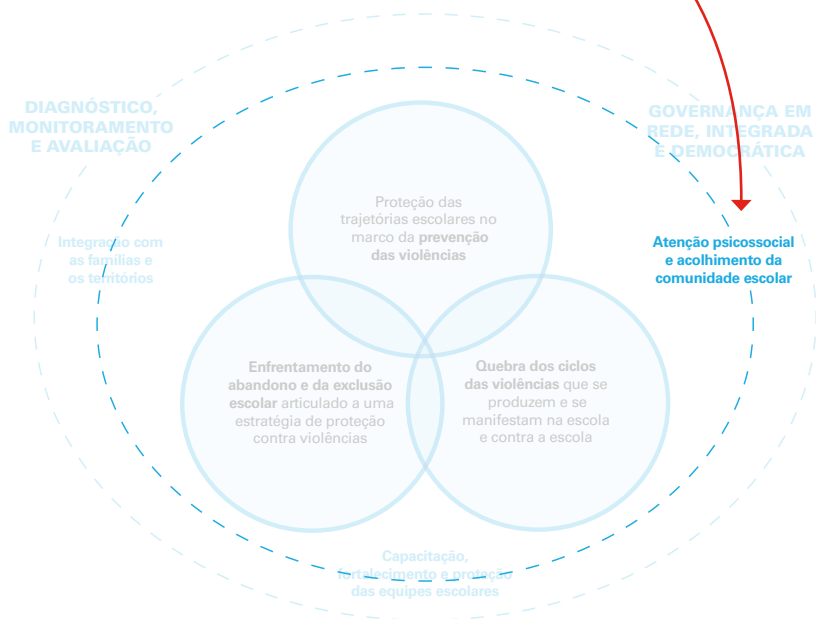 DIAGNÓSTICO,
MONITORAMENTO
E AVALIAÇÃO
GOVERNANÇA EM
REDE, INTEGRADA
E DEMOCRÁTICA
Proteção das
trajetórias escolares no
marco da prevenção
das violências
Integração com
as famílias e
os territórios
Atenção psicossocial
e acolhimento da
comunidade escolar
Enfrentamento do
abandono e da exclusão
escolar articulado a uma
estratégia de proteção
contra violências
Quebra dos ciclos
das violências que se
produzem e se
manifestam na escola
e contra a escola
Capacitação,
fortalecimento e proteção
das equipes escolares